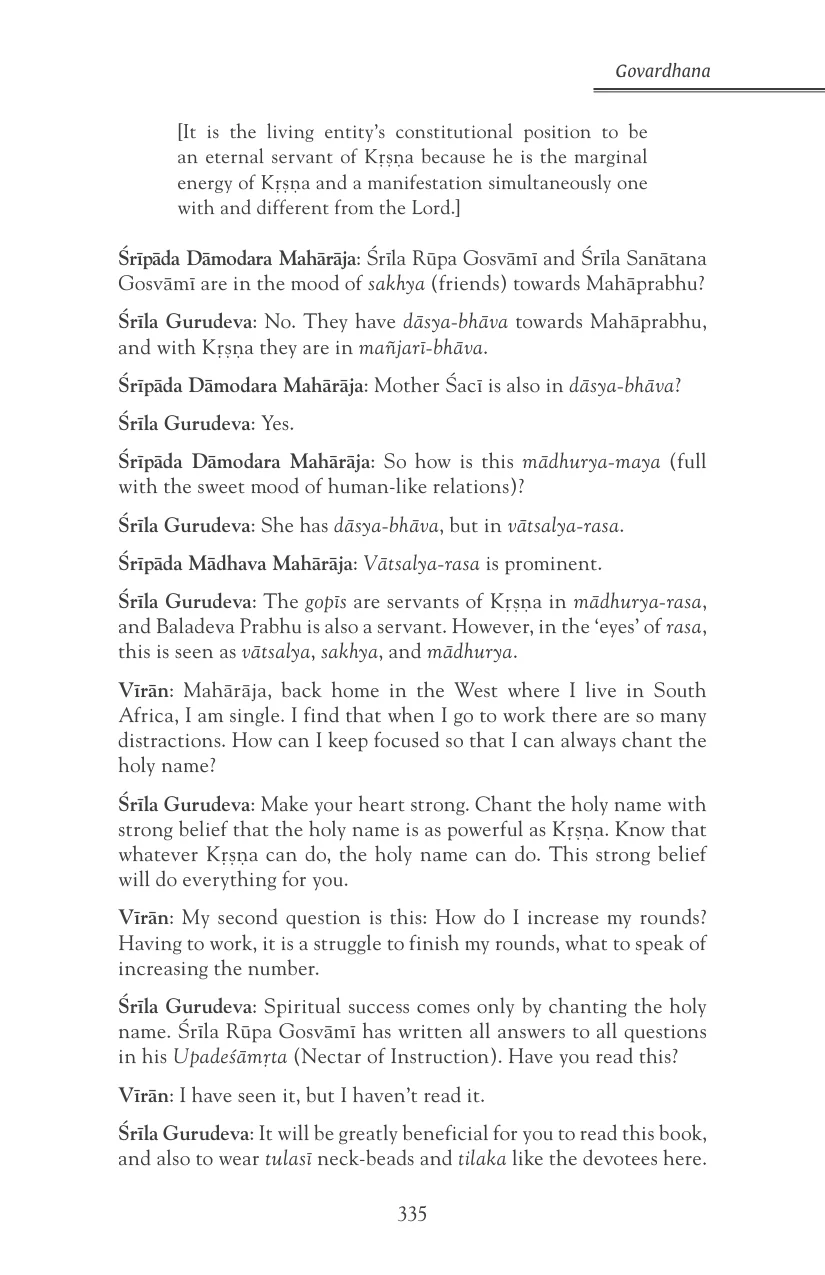 Govardhana
[It is the living entity’s constitutional position to be
an eternal servant of Kṛṣṇa because he is the marginal
energy of Kṛṣṇa and a manifestation simultaneously one
with and different from the Lord.]
Śrīpāda Dāmodara Mahārāja: Śrīla Rūpa Gosvāmī and Śrīla Sanātana
Gosvāmī are in the mood of sakhya (friends) towards Mahāprabhu?
Śrīla Gurudeva: No. They have dāsya-bhāva towards Mahāprabhu,
and with Kṛṣṇa they are in mañjarī-bhāva.
Śrīpāda Dāmodara Mahārāja: Mother Śacī is also in dāsya-bhāva?
Śrīla Gurudeva: Yes.
Śrīpāda Dāmodara Mahārāja: So how is this mādhurya-maya (full
with the sweet mood of human-like relations)?
Śrīla Gurudeva: She has dāsya-bhāva, but in vātsalya-rasa.
Śrīpāda Mādhava Mahārāja: Vātsalya-rasa is prominent.
Śrīla Gurudeva: The gopīs are servants of Kṛṣṇa in mādhurya-rasa,
and Baladeva Prabhu is also a servant. However, in the ‘eyes’ of rasa,
this is seen as vātsalya, sakhya, and mādhurya.
Vīrān: Mahārāja, back home in the West where I live in South
Africa, I am single. I find that when I go to work there are so many
distractions. How can I keep focused so that I can always chant the
holy name?
Śrīla Gurudeva: Make your heart strong. Chant the holy name with
strong belief that the holy name is as powerful as Kṛṣṇa. Know that
whatever Kṛṣṇa can do, the holy name can do. This strong belief
will do everything for you.
Vīrān: My second question is this: How do I increase my rounds?
Having to work, it is a struggle to finish my rounds, what to speak of
increasing the number.
Śrīla Gurudeva: Spiritual success comes only by chanting the holy
name. Śrīla Rūpa Gosvāmī has written all answers to all questions
in his Upadeśāmṛta (Nectar of Instruction). Have you read this?
Vīrān: I have seen it, but I haven’t read it.
Śrīla Gurudeva: It will be greatly beneficial for you to read this book,
and also to wear tulasī neck-beads and tilaka like the devotees here.
335